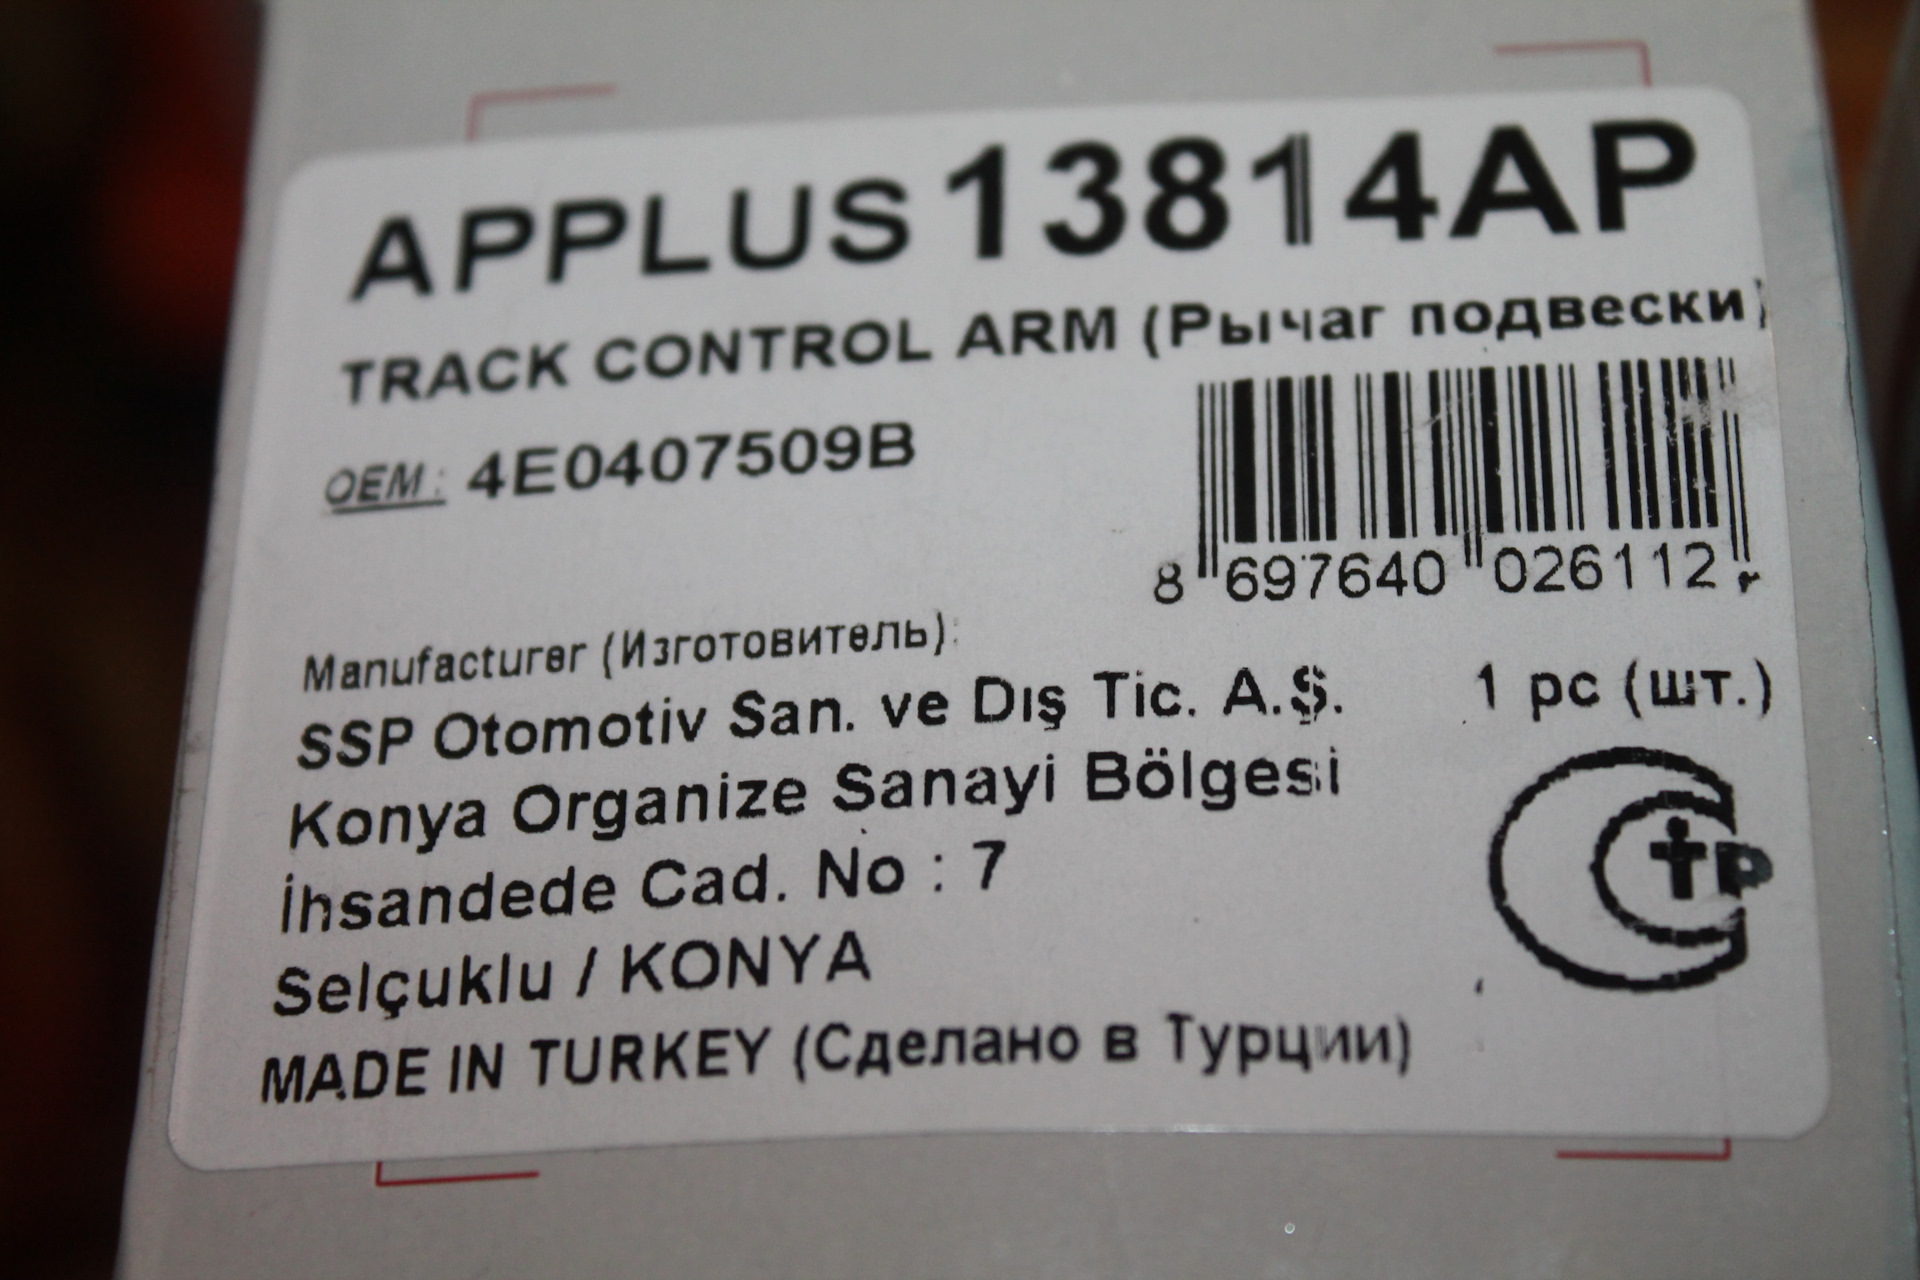 APPLUS 13814AP
TRACK CONTROL ARM (Рычаг подвески)
OEM: 4E0407509B
8 697640 026112
Manufacturer (Изготовитель):
SSP Otomotiv San. ve Dış Tic. A.Ş.
1 pc (шт.)
Konya Organize Sanayi Bölgesi
İhsandede Cad. No : 7
Selçuklu / KONYA
MADE IN TURKEY (Сделано в Турции)